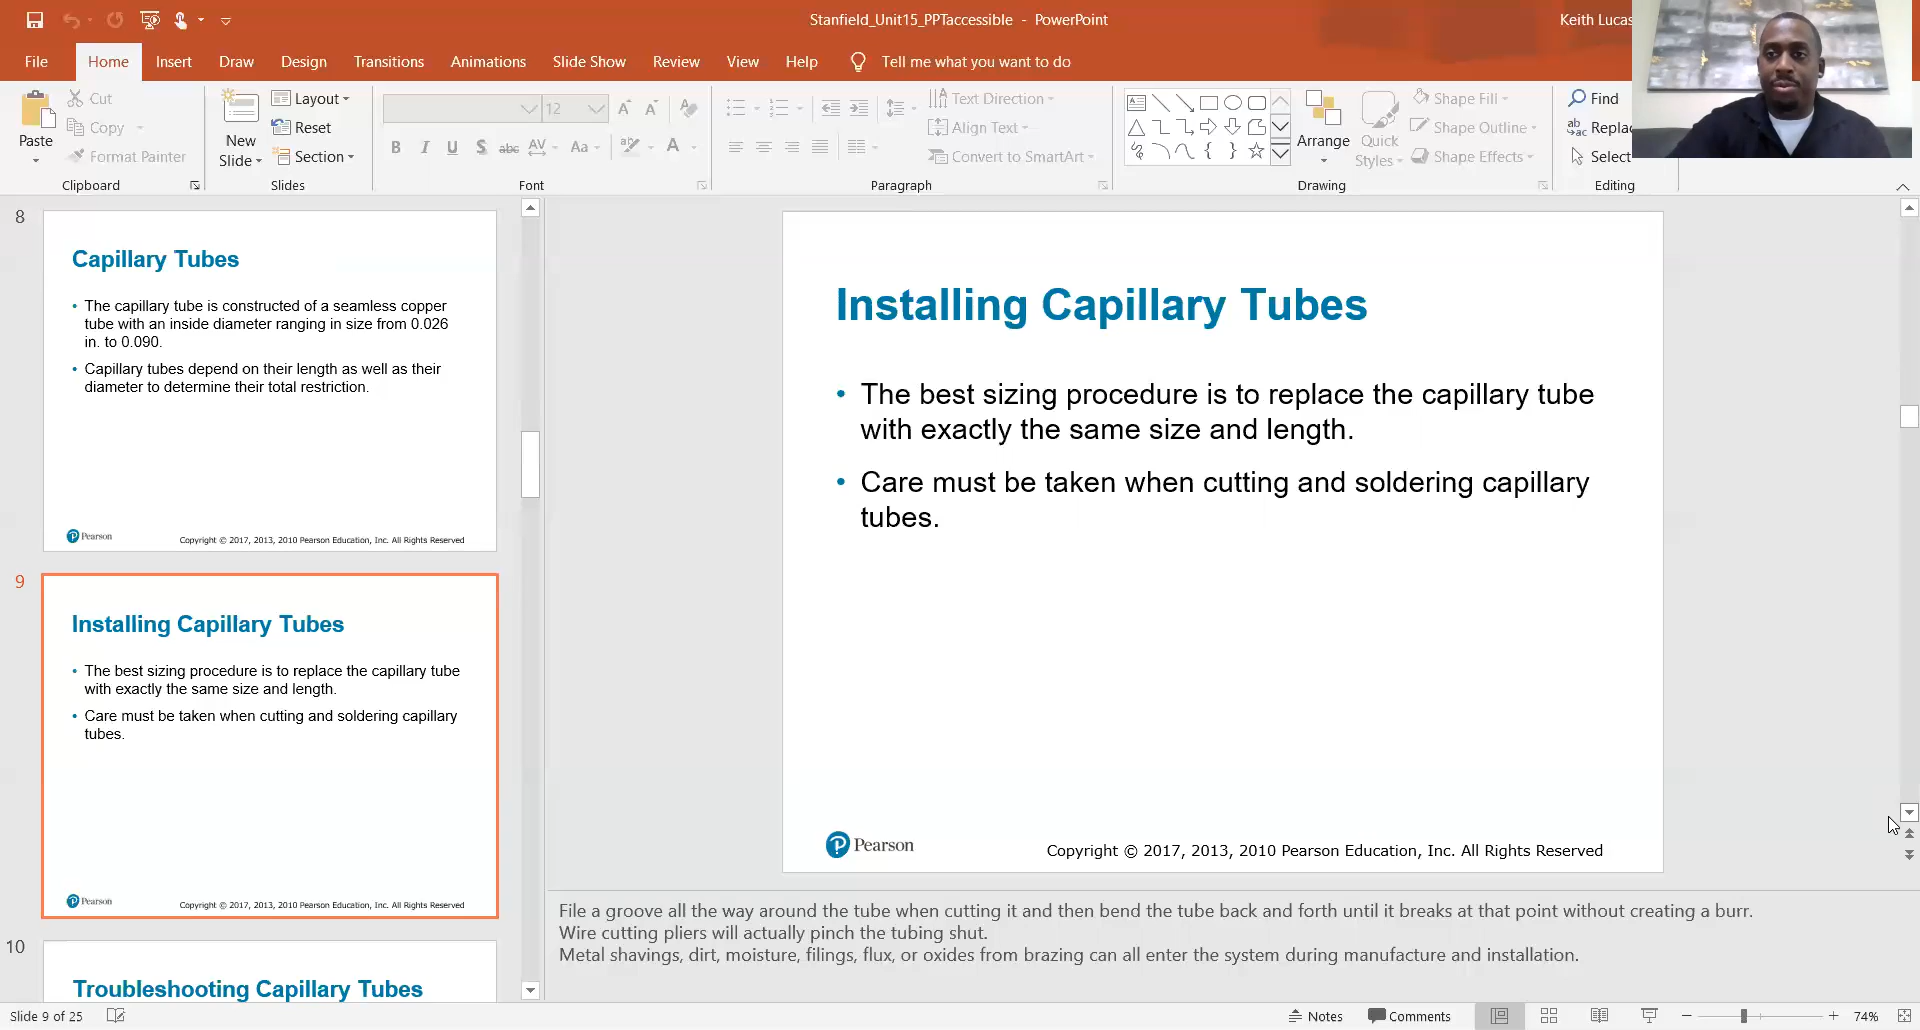 Stanfield_Unit15_PPTaccessible - PowerPoint
Keith Lucas
File Home Insert Draw Design Transitions Animations Slide Show Review View Help Tell me what you want to do
Paste
Cut
Copy
Format Painter
Clipboard
New
Slide
Layout
Reset
Section
Slides
12
B I U S abc AV Aa A
Font
Text Direction
Align Text
Convert to SmartArt
Paragraph
Arrange
Quick
Styles
Shape Fill
Shape Outline
Shape Effects
Drawing
Find
Select
Editing
8
Capillary Tubes
• The capillary tube is constructed of a seamless copper
tube with an inside diameter ranging in size from 0.026
in. to 0.090.
• Capillary tubes depend on their length as well as their
diameter to determine their total restriction.
Pearson
Copyright © 2017, 2013, 2010 Pearson Education, Inc. All Rights Reserved
9
Installing Capillary Tubes
• The best sizing procedure is to replace the capillary tube
with exactly the same size and length.
• Care must be taken when cutting and soldering capillary
tubes.
Pearson
Copyright © 2017, 2013, 2010 Pearson Education, Inc. All Rights Reserved
10
Troubleshooting Capillary Tubes
Installing Capillary Tubes
• The best sizing procedure is to replace the capillary tube
with exactly the same size and length.
• Care must be taken when cutting and soldering capillary
tubes.
Pearson
Copyright © 2017, 2013, 2010 Pearson Education, Inc. All Rights Reserved
File a groove all the way around the tube when cutting it and then bend the tube back and forth until it breaks at that point without creating a burr.
Wire cutting pliers will actually pinch the tubing shut.
Metal shavings, dirt, moisture, filings, flux, or oxides from brazing can all enter the system during manufacture and installation.
Slide 9 of 25
Notes
Comments
74%